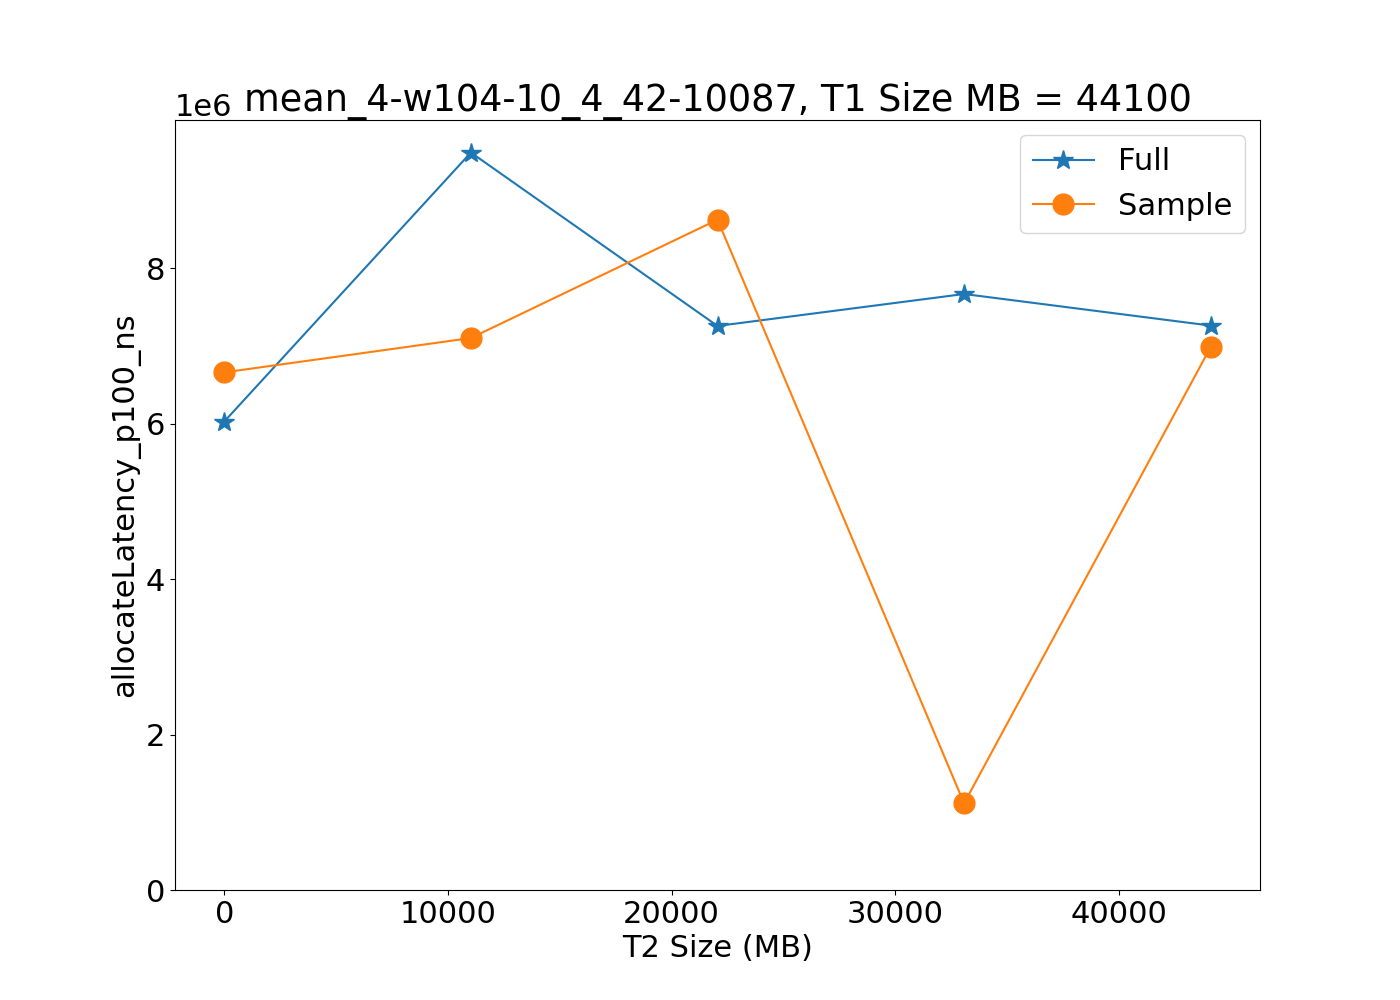 1e6 mean_4-w104-10_4_42-10087, T1 Size MB = 44100
Full
Sample
allocateLatency_p100_ns
8
6
4
2
0
0 10000 20000 30000 40000
T2 Size (MB)